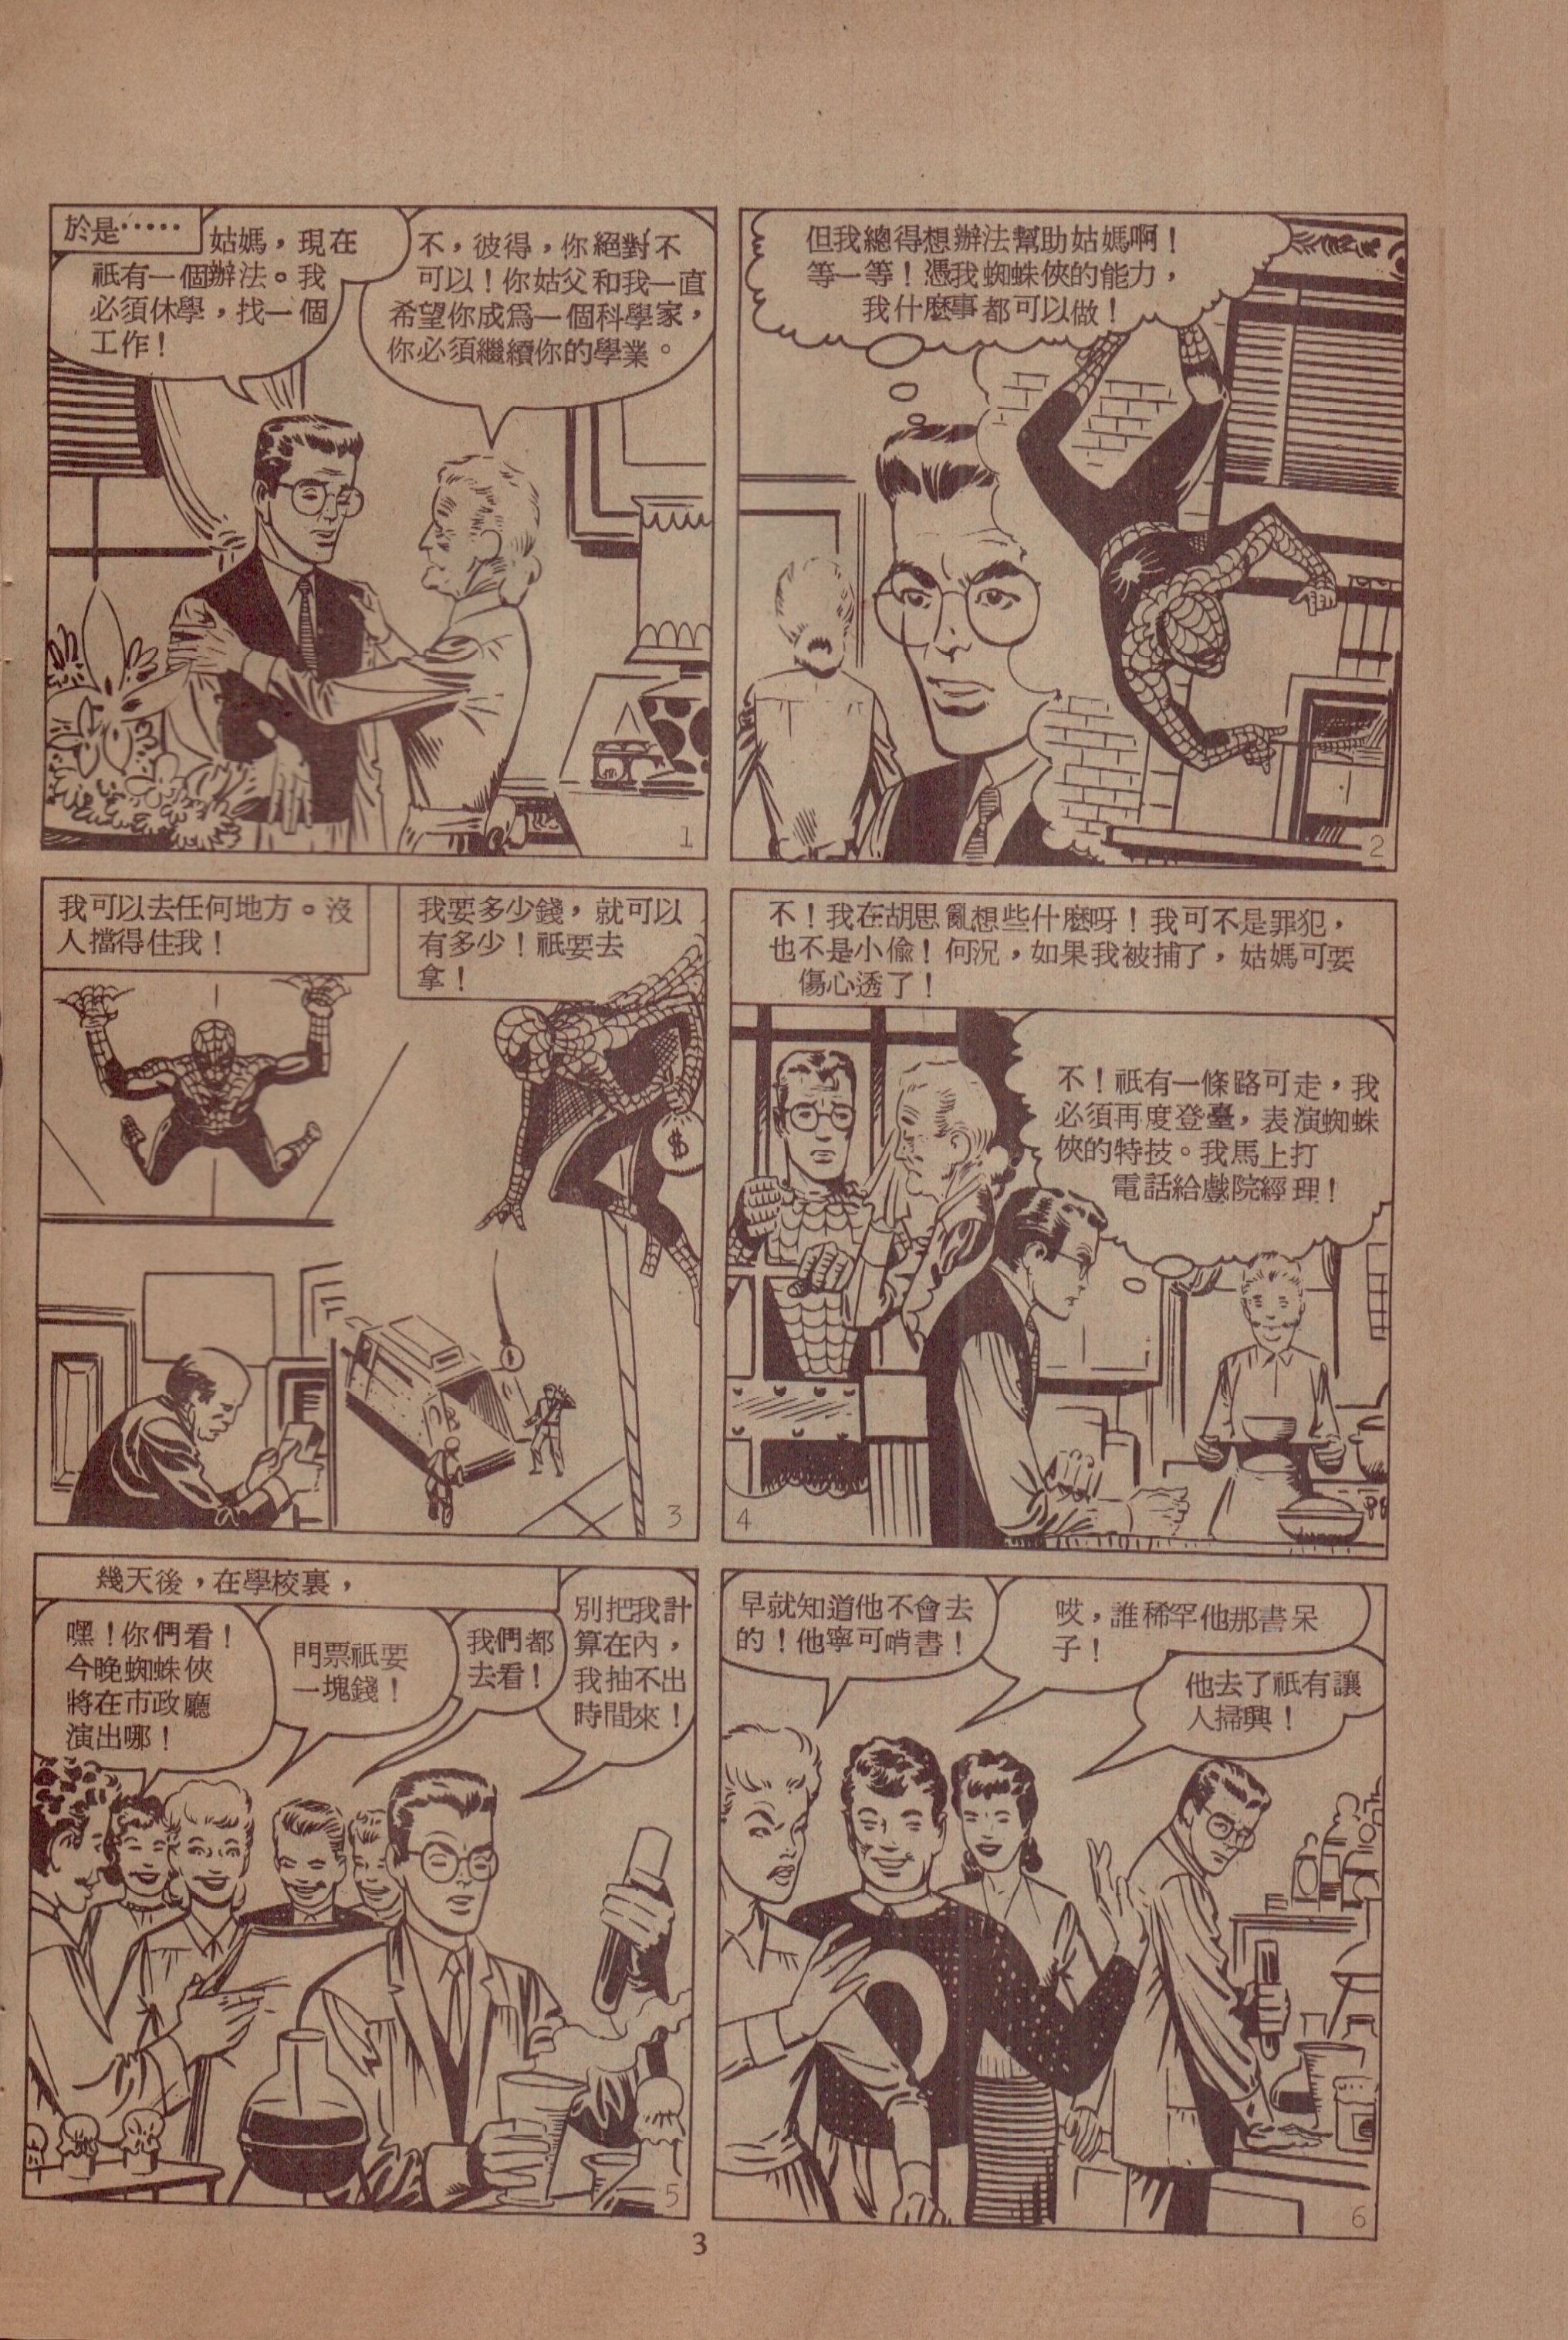 於是‥‥‥
姑媽，現在
祇有一個辦法。我
必須休學，找一個
工作！
不，彼得，你絕對不
可以！你姑父和我一直
希望你成爲一個科學家，
你必須繼續你的學業。
1
但我總得想辦法幫助姑媽啊！
等一等！憑我蜘蛛俠的能力，
我什麽事都可以做！
2
我可以去任何地方。沒
人擋得住我！
我要多少錢，就可以
有多少！祇要去
拿！
$
3
不！我在胡思亂想些什麽呀！我可不是罪犯，
也不是小偸！何況，如果我被捕了，姑媽可要
傷心透了！
不！祇有一條路可走，我
必須再度登臺，表演蜘蛛
俠的特技。我馬上打
電話給戲院經理！
4
幾天後，在學校裏，
嘿！你們看！
今晚蜘蛛俠
將在市政廳
演出哪！
門票祇要
一塊錢！
我們都
去看！
別把我計
算在內，
我抽不出
時間來！
5
早就知道他不會去
的！他寧可啃書！
哎，誰稀罕他那書呆
子！
他去了祇有讓
人掃興！
6
3